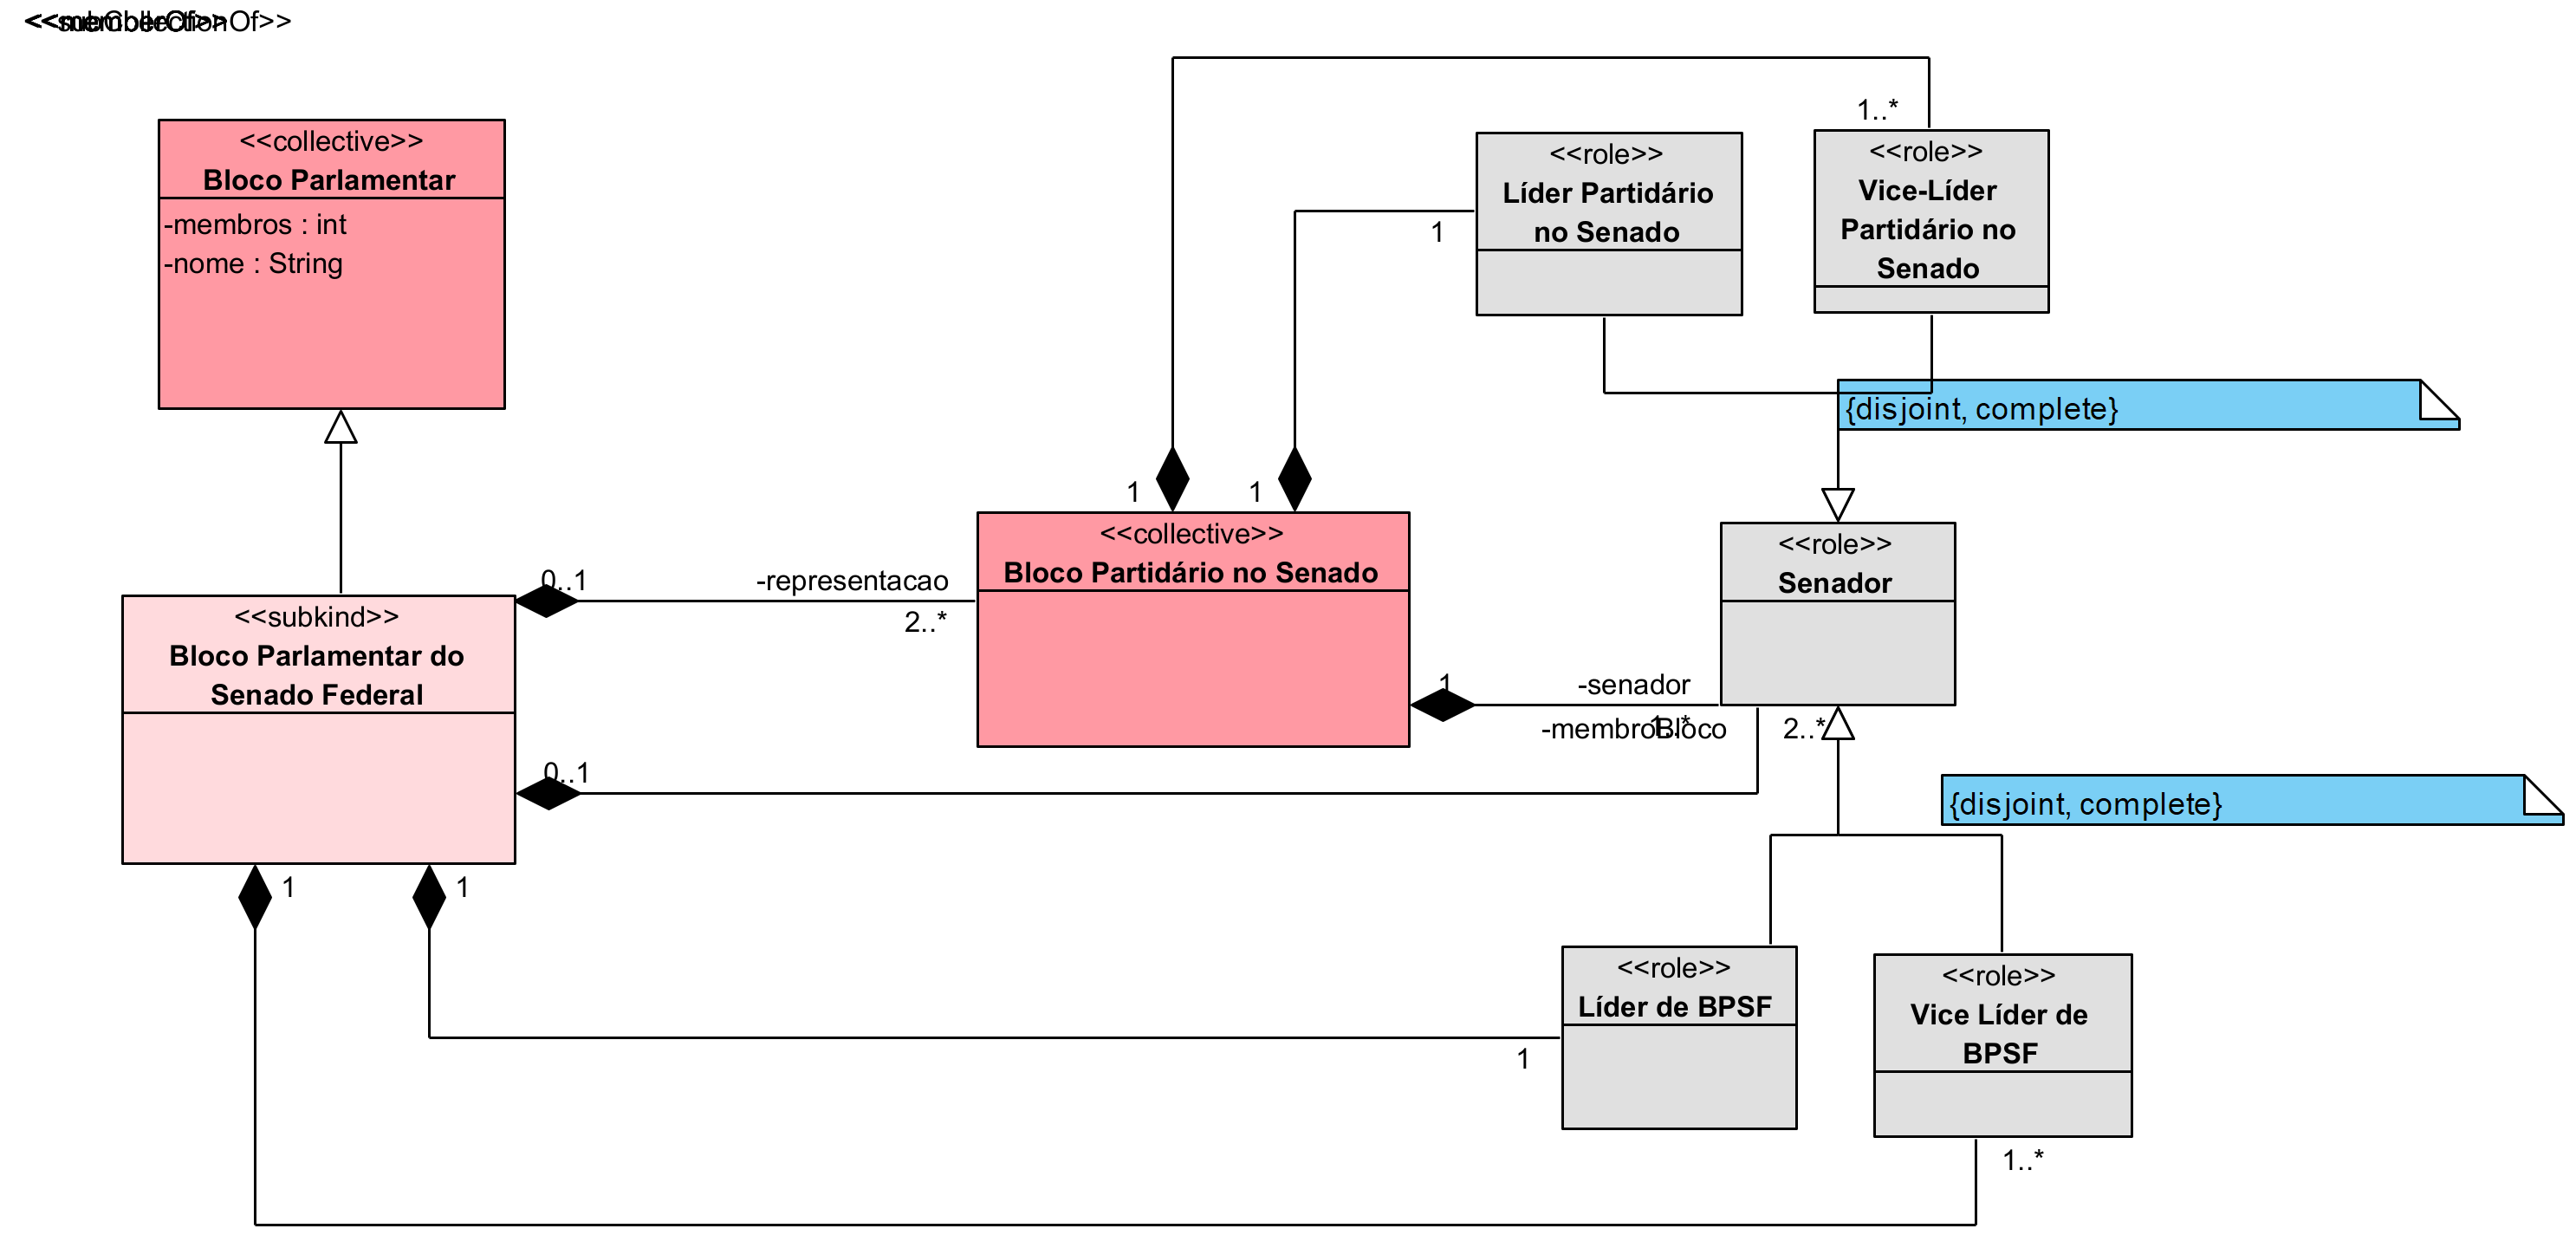 <<memberOf>>
<<subCollectionOf>>
1..*
<<collective>>
Bloco Parlamentar
-membros : int
-nome : String
<<role>>
Líder Partidário
no Senado
<<role>>
Vice-Líder
Partidário no
Senado
1
{disjoint, complete}
1
1
<<collective>>
Bloco Partidário no Senado
<<role>>
Senador
0..1
-representacao
2..*
<<subkind>>
Bloco Parlamentar do
Senado Federal
1
-senador
1..*
-membroBloco
2..*
0..1
{disjoint, complete}
1
1
<<role>>
Líder de BPSF
<<role>>
Vice Líder de
BPSF
1
1..*